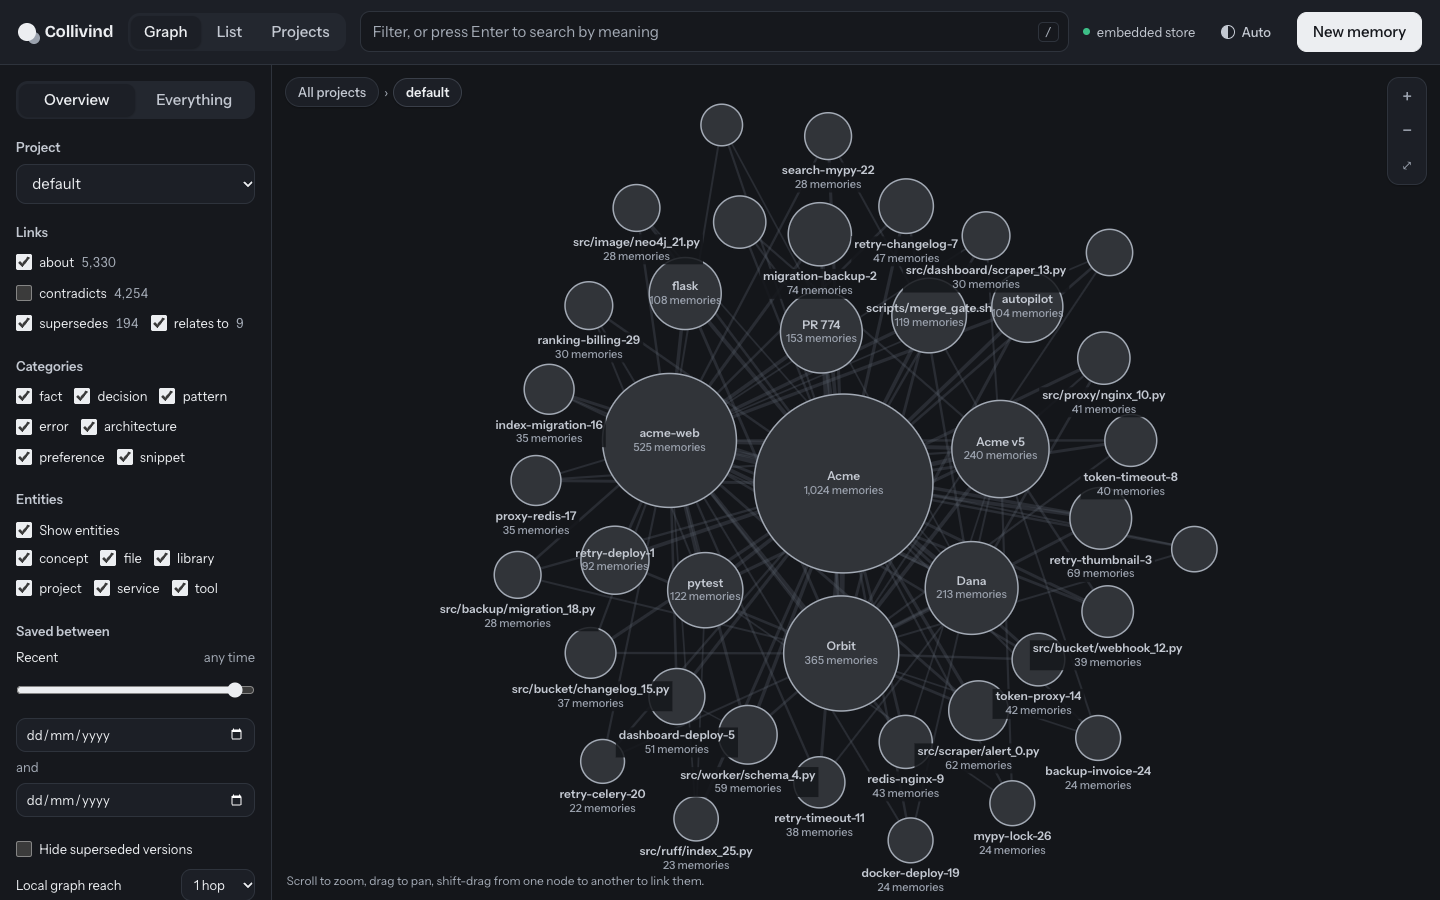 Collivind
Graph List Projects
Filter, or press Enter to search by meaning
/
embedded store
Auto
New memory
Overview Everything
Project
default
Links
about 5,330
contradicts 4,254
supersedes 194 relates to 9
Categories
fact decision pattern
error architecture
preference snippet
Entities
Show entities
concept file library
project service tool
Saved between
Recent any time
dd/mm/yyyy
and
dd/mm/yyyy
Hide superseded versions
Local graph reach 1 hop
All projects › default
+
−
search-mypy-22
28 memories
src/image/neo4j_21.py
28 memories
retry-changelog-7
47 memories
src/dashboard/scraper_13.py
30 memories
migration-backup-2
74 memories
flask
108 memories
scripts/merge_gate.sh
119 memories
autopilot
104 memories
PR 774
153 memories
ranking-billing-29
30 memories
src/proxy/nginx_10.py
41 memories
index-migration-16
35 memories
acme-web
525 memories
Acme v5
240 memories
Acme
1,024 memories
token-timeout-8
40 memories
proxy-redis-17
35 memories
retry-deploy-1
92 memories
retry-thumbnail-3
69 memories
pytest
122 memories
Dana
213 memories
src/backup/migration_18.py
28 memories
Orbit
365 memories
src/bucket/webhook_12.py
39 memories
src/bucket/changelog_15.py
37 memories
token-proxy-14
42 memories
dashboard-deploy-5
51 memories
src/scraper/alert_0.py
62 memories
src/worker/schema_4.py
59 memories
redis-nginx-9
43 memories
backup-invoice-24
24 memories
retry-celery-20
22 memories
retry-timeout-11
38 memories
mypy-lock-26
24 memories
src/ruff/index_25.py
23 memories
docker-deploy-19
24 memories
Scroll to zoom, drag to pan, shift-drag from one node to another to link them.